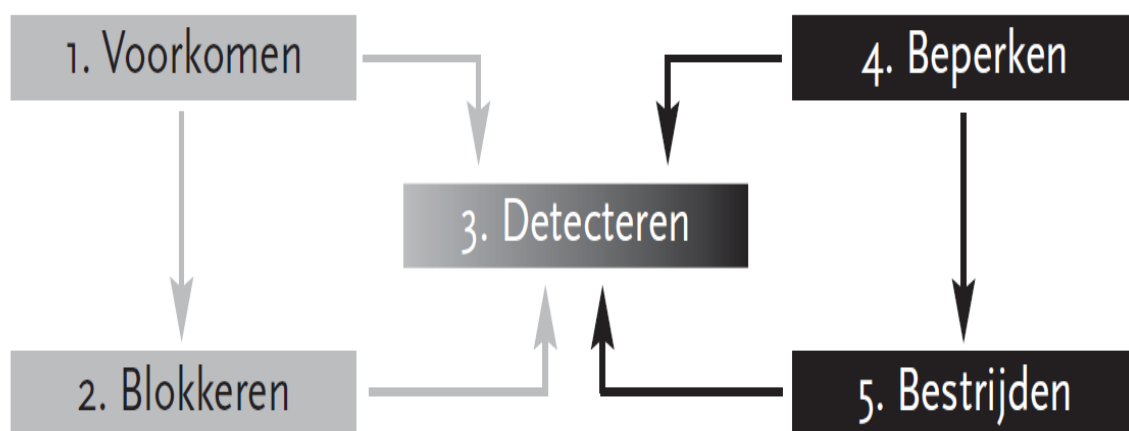 1. Voorkomen
4. Beperken
3. Detecteren
2. Blokkeren
5. Bestrijden